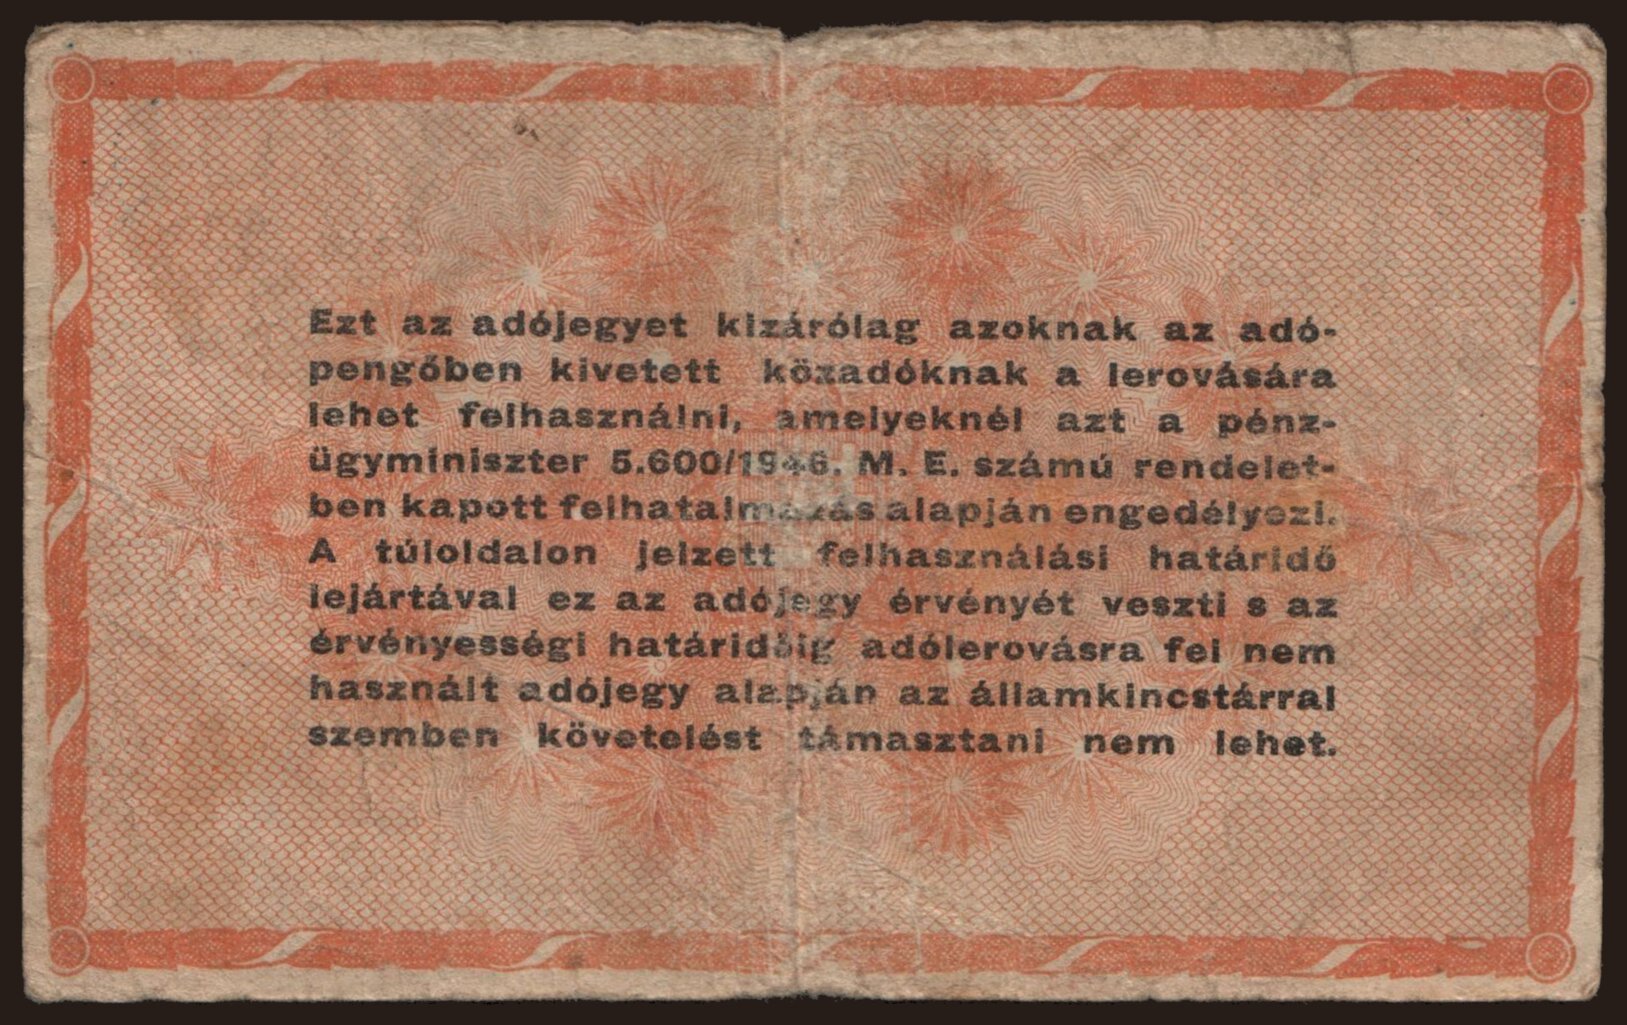 Ezt az adójegyet kizárólag azoknak az adó-
pengőben kivetett közadóknak a lerovására
lehet felhasználni, amelyeknél azt a pénz-
ügyminiszter 5.600/1946. M. E. számú rendelet-
ben kapott felhatalmazás alapján engedélyezi.
A túloldalon jelzett felhasználási határidő
lejártával ez az adójegy érvényét veszti s az
érvényességi határidőig adólerovásra fel nem
használt adójegy alapján az államkincstárral
szemben követelést támasztani nem lehet.